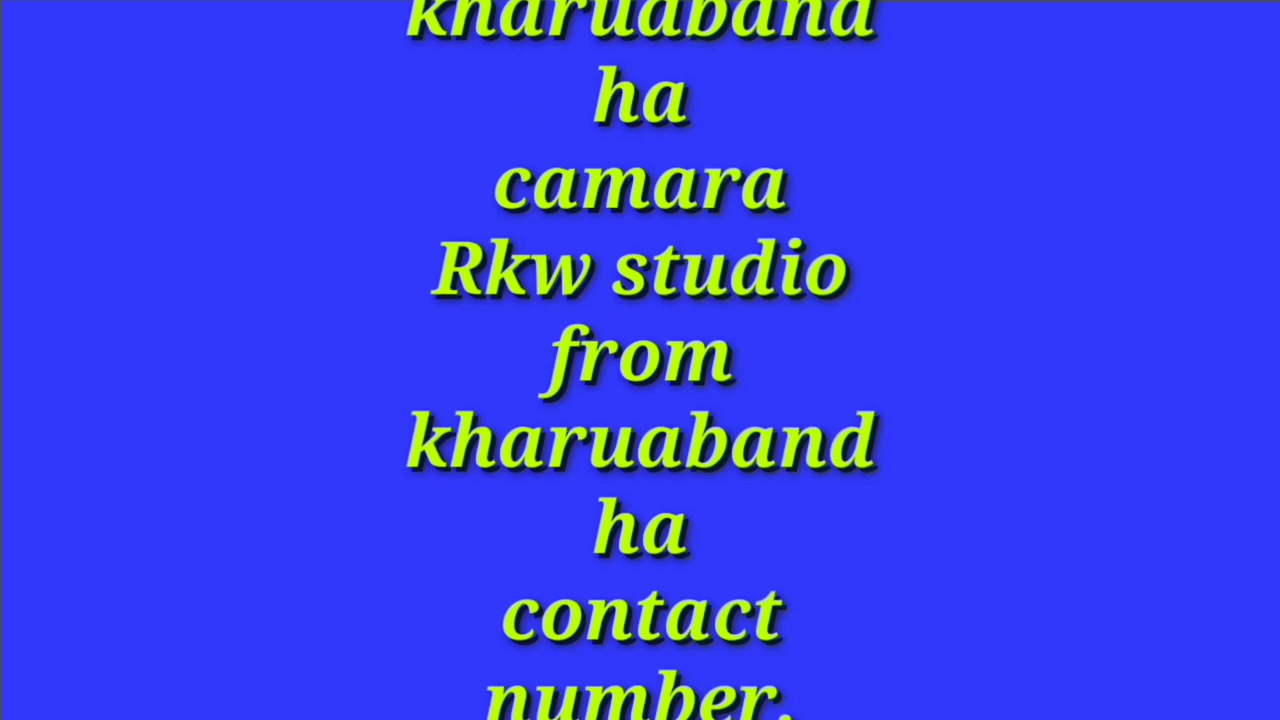 kharuaband
ha
camara
Rkw studio
from
kharuaband
ha
contact
number.